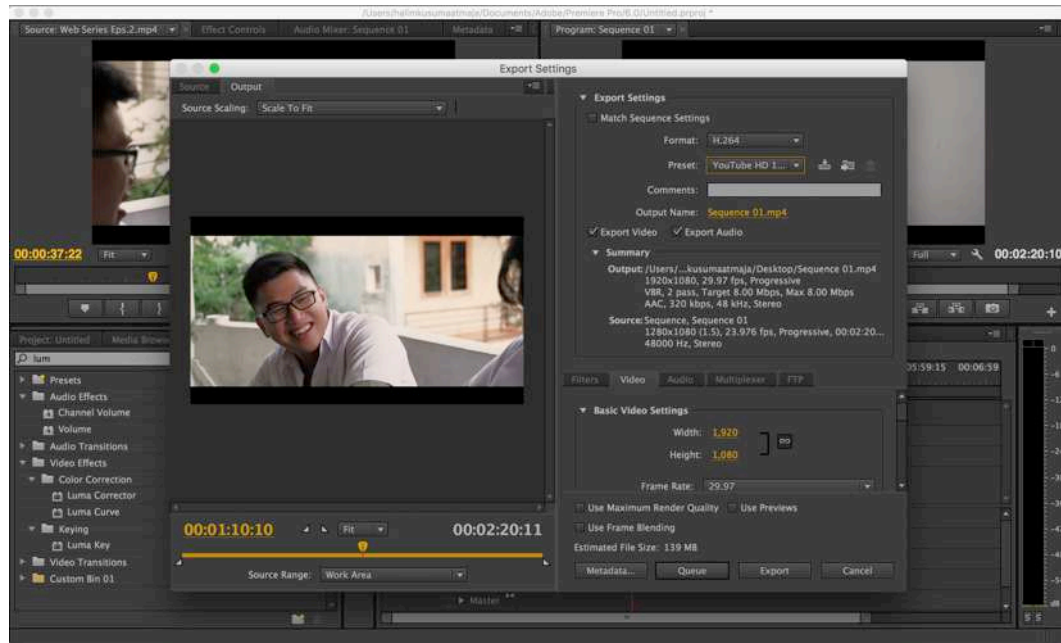 /Users/halimkusumaatmaja/Documents/Adobe/Premiere Pro/6.0/Untitled.prproj *
Source: Web Series Eps.2.mp4
Effect Controls
Audio Mixer: Sequence 01
Metadata
Program: Sequence 01
Export Settings
Source
Output
Source Scaling: Scale To Fit
Export Settings
Match Sequence Settings
Format: H.264
Preset: YouTube HD 1...
Comments:
Output Name: Sequence 01.mp4
Export Video
Export Audio
Summary
Output: /Users/...kusumaatmaja/Desktop/Sequence 01.mp4
1920x1080, 29.97 fps, Progressive
VBR, 2 pass, Target 8.00 Mbps, Max 8.00 Mbps
AAC, 320 kbps, 48 kHz, Stereo
Source: Sequence, Sequence 01
1280x1080 (1.5), 23.976 fps, Progressive, 00:02:20...
48000 Hz, Stereo
Filters
Video
Audio
Multiplexer
FTP
Basic Video Settings
Width: 1,920
Height: 1,080
Frame Rate: 29.97
Use Maximum Render Quality
Use Previews
Use Frame Blending
Estimated File Size: 139 MB
Metadata...
Queue
Export
Cancel
00:01:10:10
Fit
00:02:20:11
Source Range: Work Area
00:00:37:22
Fit
Full
00:02:20:10
Project: Untitled
Media Brows
lum
Presets
Audio Effects
Channel Volume
Volume
Audio Transitions
Video Effects
Color Correction
Luma Corrector
Luma Curve
Keying
Luma Key
Video Transitions
Custom Bin 01
05:59:15
00:06:59
Master
0
-6
dB
S S